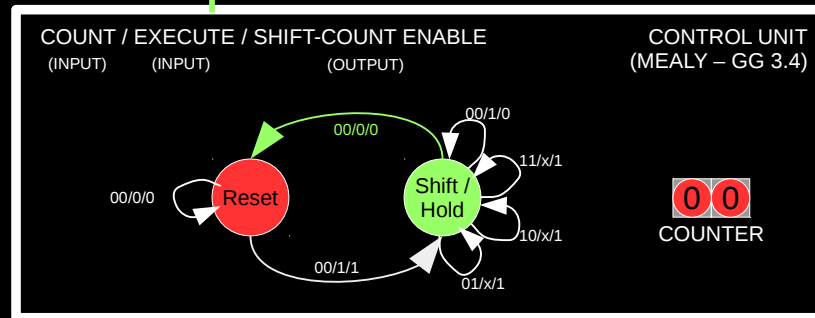 COUNT / EXECUTE / SHIFT-COUNT ENABLE
(INPUT) (INPUT) (OUTPUT)
CONTROL UNIT
(MEALY – GG 3.4)
00/0/0
00/1/0
11/x/1
00/0/0
Reset
Shift /
Hold
10/x/1
00/1/1
01/x/1
0 0
COUNTER